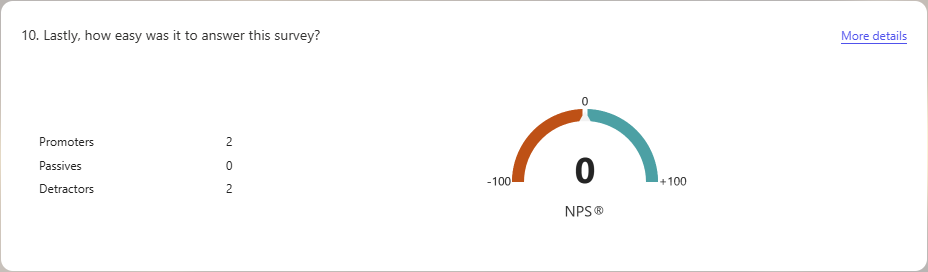 10. Lastly, how easy was it to answer this survey?
More details
Promoters 2
Passives 0
Detractors 2
0
-100
0
+100
NPS®